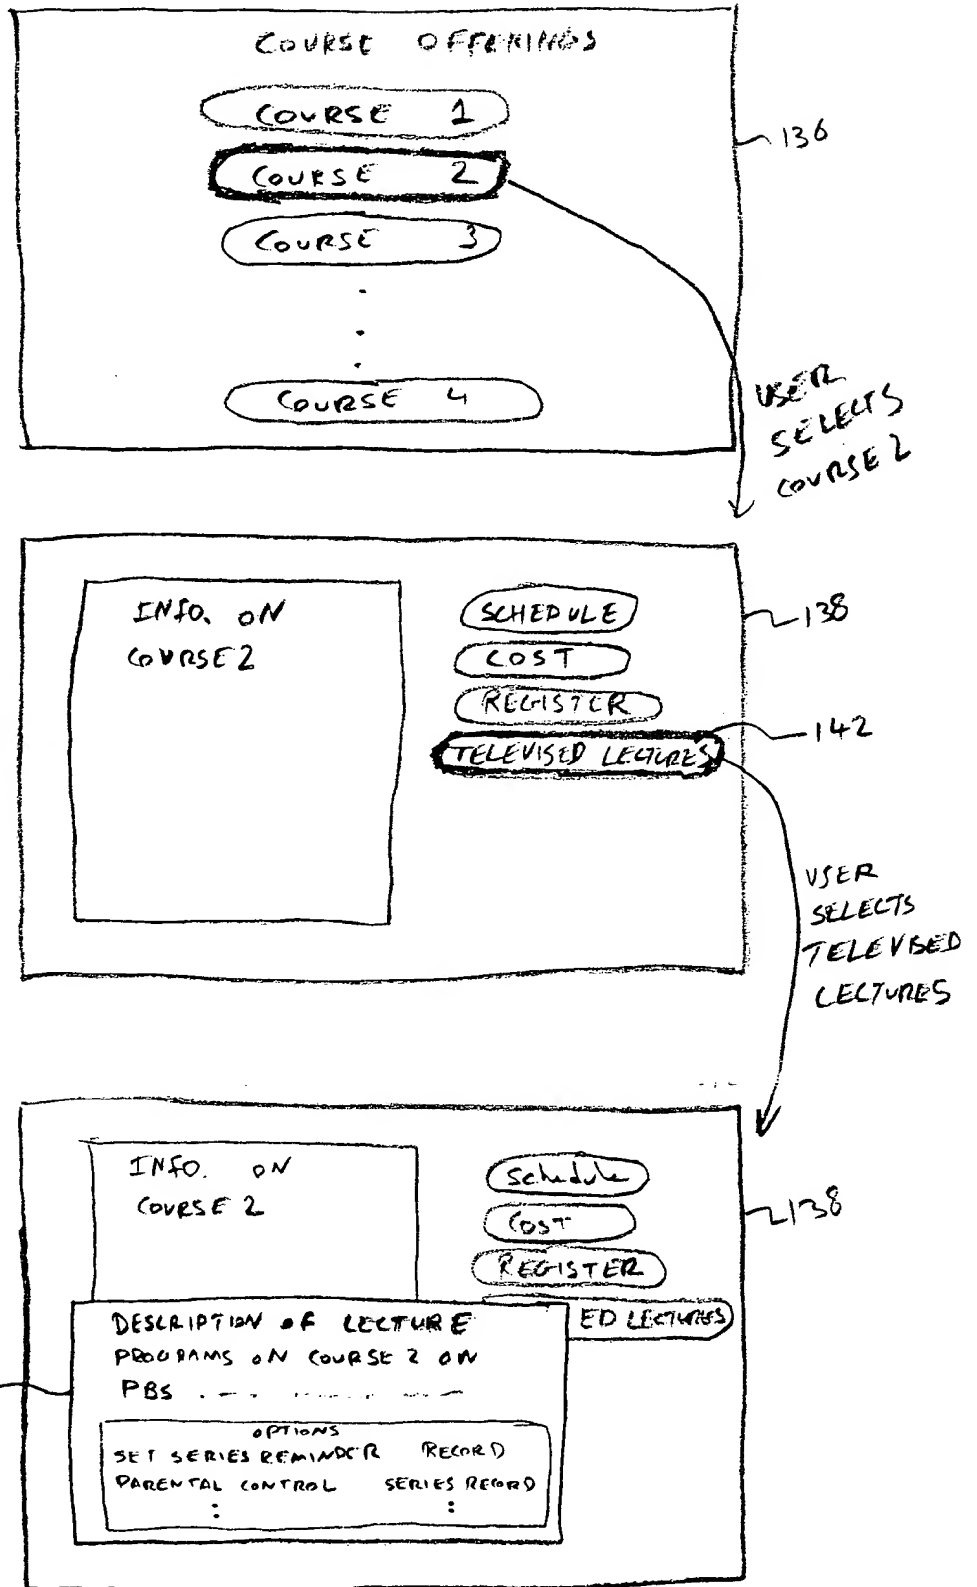 COURSE OFFERINGS
COURSE 1
136
COURSE 2
COURSE 3
COURSE 4
USER
SELECTS
COURSE 2
INFO. ON
COURSE 2
SCHEDULE
138
COST
REGISTER
142
TELEVISED LECTURES
USER
SELECTS
TELEVISED
LECTURES
INFO. ON
COURSE 2
Schedule
138
COST
REGISTER
ED LECTURES
DESCRIPTION OF LECTURE
PROGRAMS ON COURSE 2 ON
PBS
OPTIONS
SET SERIES REMINDER RECORD
PARENTAL CONTROL SERIES RECORD